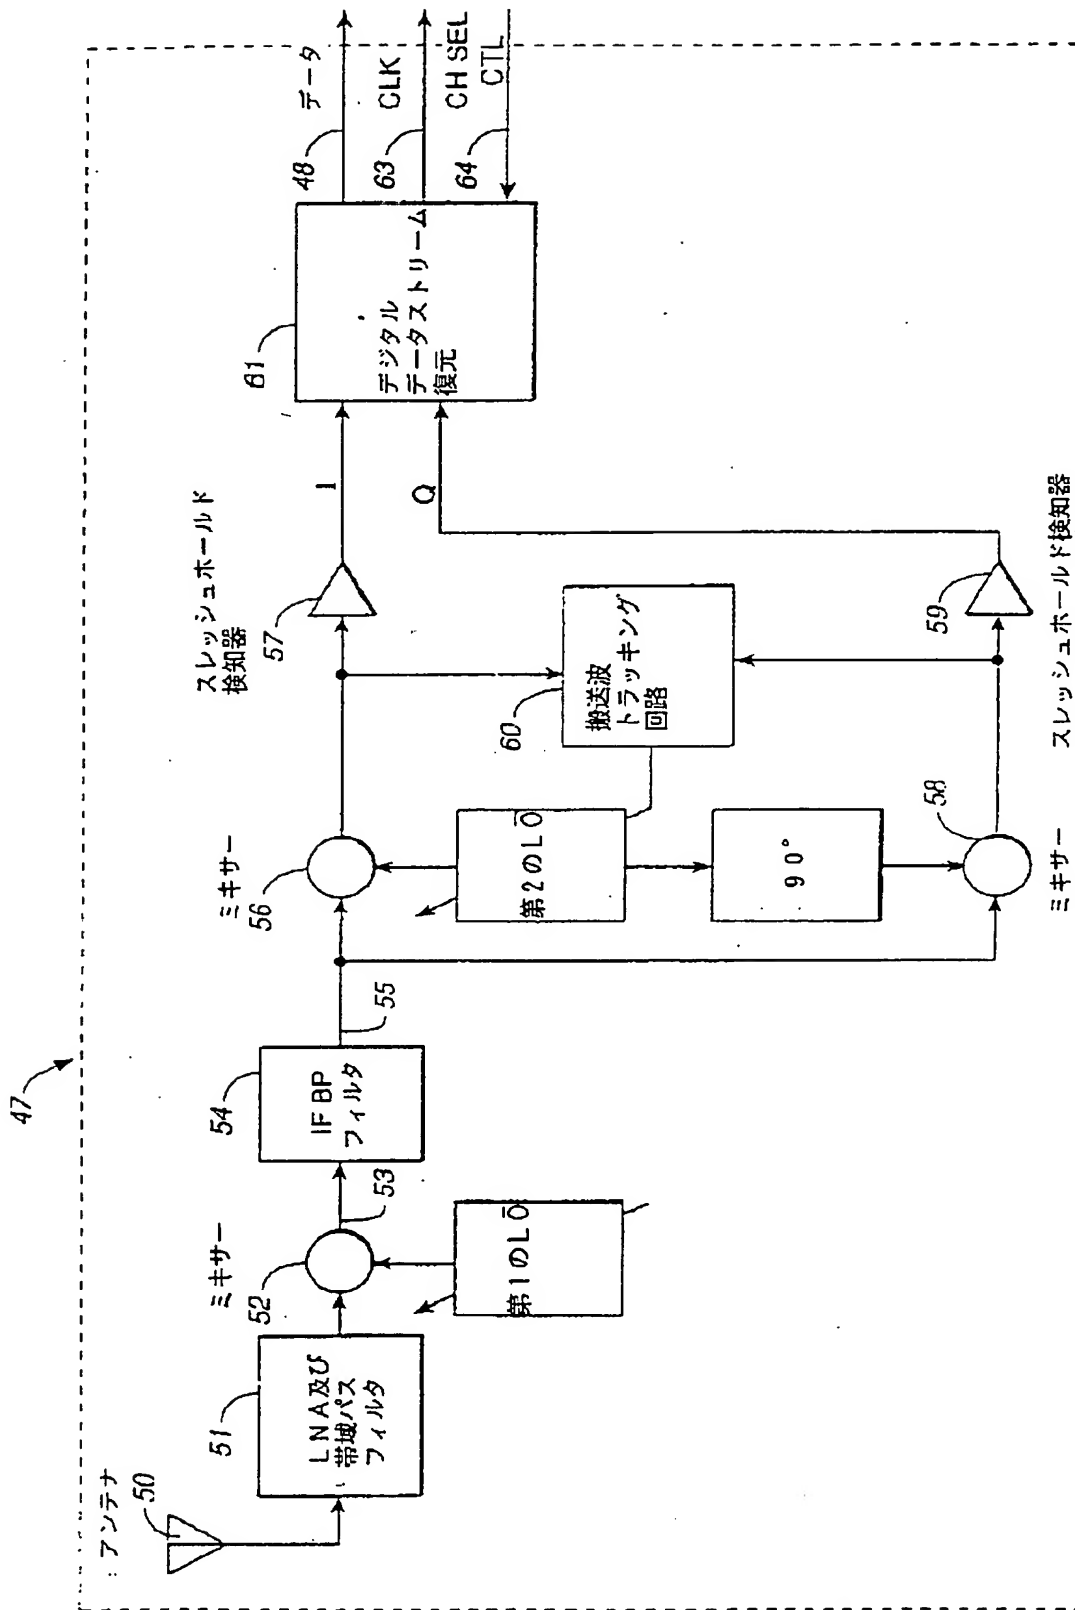 47
アンテナ
50
51
LNA及び
帯域パス
フィルタ
ミキサー
52
53
第1のLO
54
IF BP
フィルタ
55
ミキサー
56
第2のLO
90°
58
ミキサー
スレッシュホールド
検知器
57
60
搬送波
トラッキング
回路
59
スレッシュホールド検知器
I
Q
61
デジタル
データストリーム
復元
48
データ
63
CLK
64
CH SEL
CTL